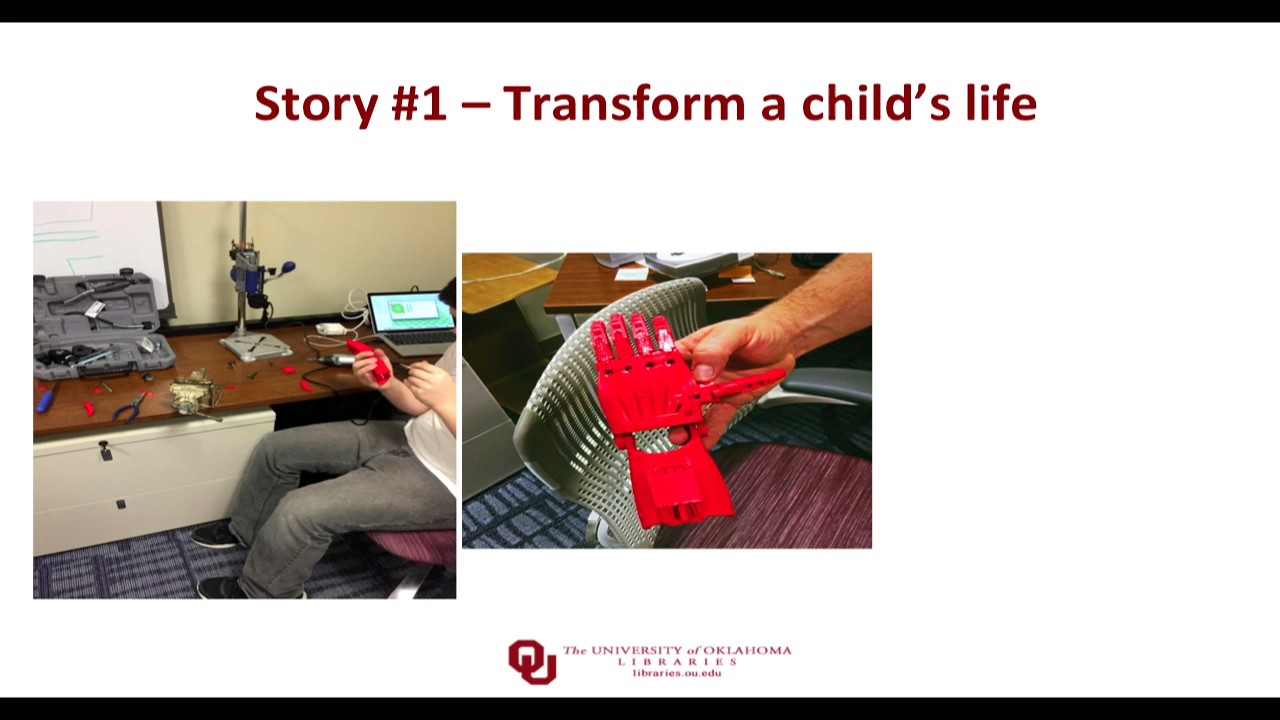 Story #1 – Transform a child’s life
OU The UNIVERSITY of OKLAHOMA
LIBRARIES
libraries.ou.edu